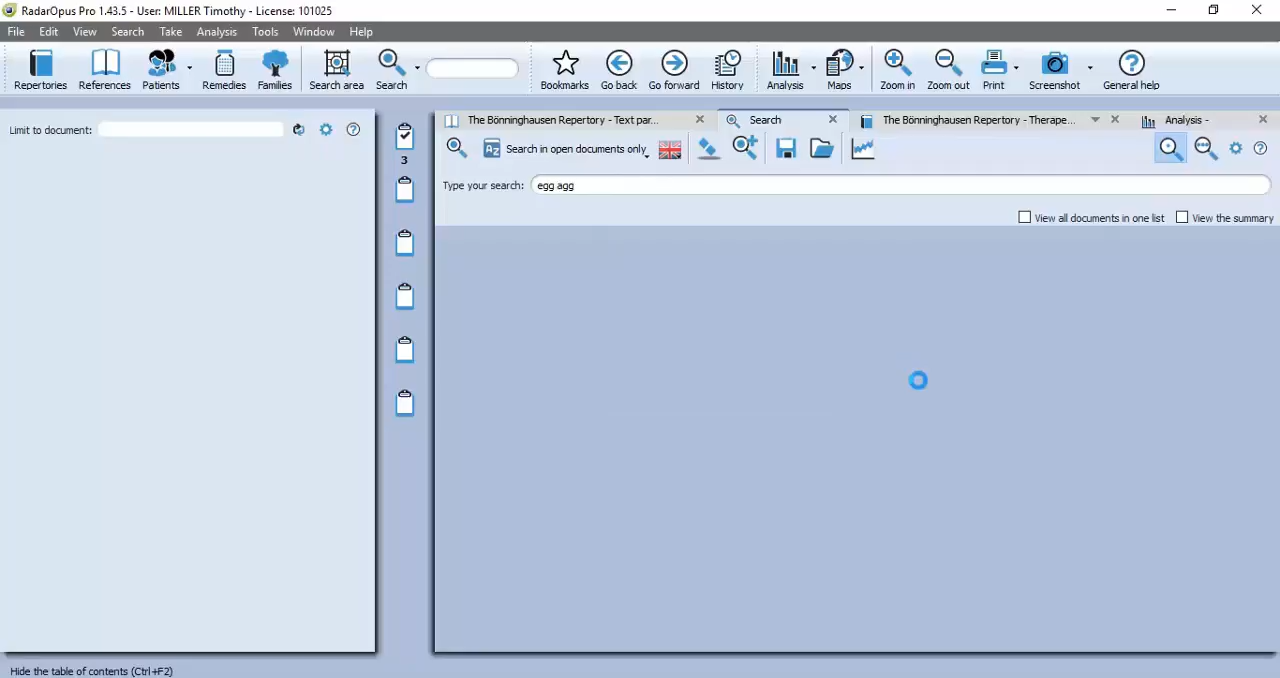 RadarOpus Pro 1.43.5 - User: MILLER Timothy - License: 101025
File Edit View Search Take Analysis Tools Window Help
Repertories References Patients Remedies Families Search area Search Bookmarks Go back Go forward History Analysis Maps Zoom in Zoom out Print Screenshot General help
Limit to document:
3
The Bönninghausen Repertory - Text par... Search The Bönninghausen Repertory - Therape... Analysis -
AZ Search in open documents only
Type your search: egg agg
View all documents in one list View the summary
Hide the table of contents (Ctrl+F2)